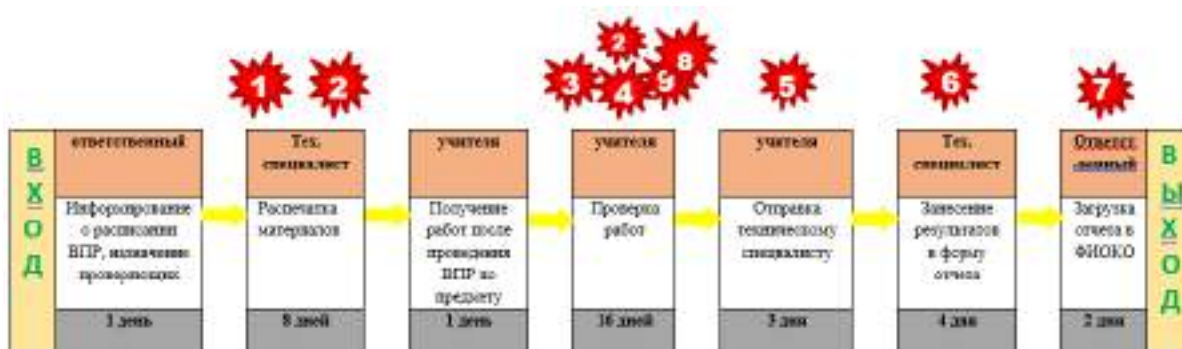 1
2
3
2
4
9
8
5
6
7
ВХОД
ответственный
Информирование
о расписании
ВПР, назначение
проверяющих
1 день
Тех.
специалист
Распечатка
материалов
8 дней
учителя
Получение
работ после
проведения
ВПР по
предмету
1 день
учителя
Проверка
работ
16 дней
учителя
Отправка
техническому
специалисту
3 дня
Тех.
специалист
Занесение
результатов
в форму
отчета
4 дня
Ответст
венный
Загрузка
отчета в
ФИОКО
2 дня
ВЫХОД